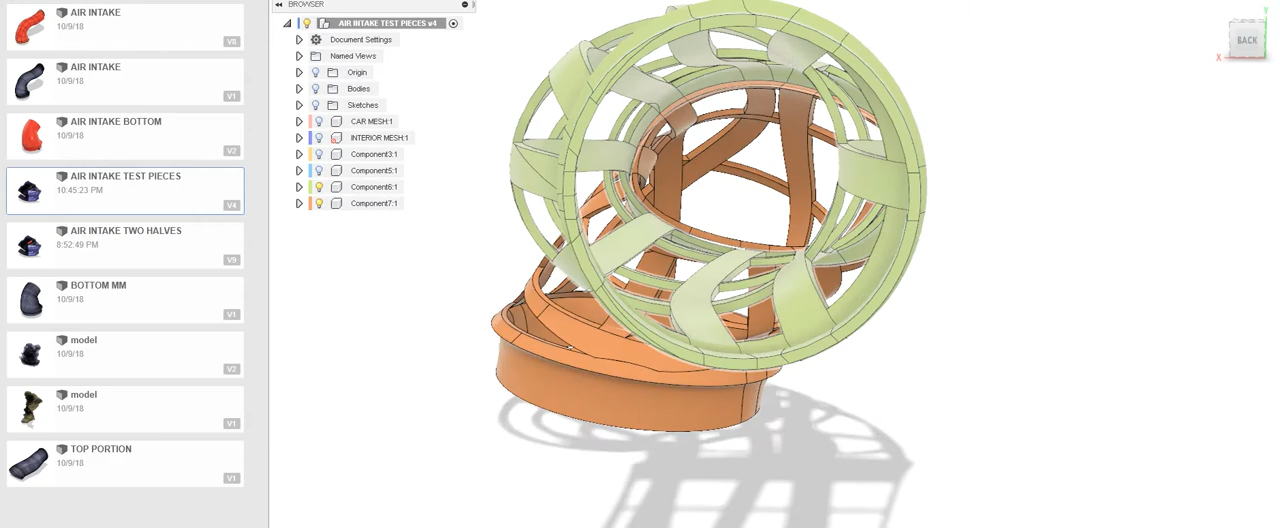 AIR INTAKE
10/9/18
V8
AIR INTAKE
10/9/18
V1
AIR INTAKE BOTTOM
10/9/18
V2
AIR INTAKE TEST PIECES
10:45:23 PM
V4
AIR INTAKE TWO HALVES
8:52:49 PM
V9
BOTTOM MM
10/9/18
V1
model
10/9/18
V2
model
10/9/18
V1
TOP PORTION
10/9/18
V1
BROWSER
AIR INTAKE TEST PIECES v4
Document Settings
Named Views
Origin
Bodies
Sketches
CAR MESH:1
INTERIOR MESH:1
Component3:1
Component5:1
Component6:1
Component7:1
Y
BACK
X